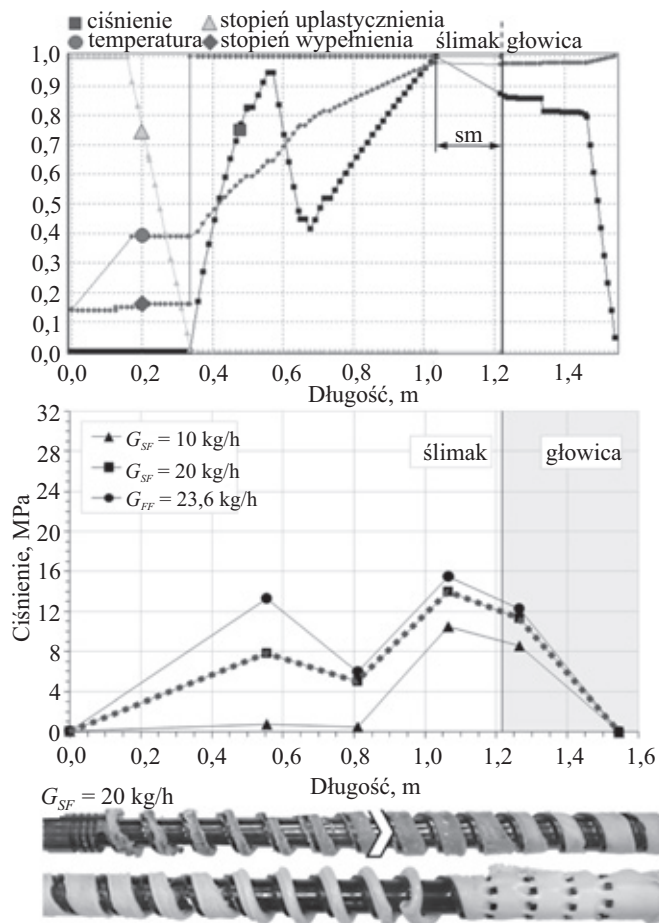 ciśnienie stopień uplastycznienia
temperatura stopień wypełnienia
ślimak głowica
1,0
0,9
0,8
0,7
0,6
0,5
0,4
0,3
0,2
0,1
0,0
sm
0,0 0,2 0,4 0,6 0,8 1,0 1,2 1,4
Długość, m
32
28
24
20
16
12
8
4
0
Ciśnienie, MPa
G_SF = 10 kg/h
G_SF = 20 kg/h
G_FF = 23,6 kg/h
ślimak głowica
0,0 0,2 0,4 0,6 0,8 1,0 1,2 1,4 1,6
Długość, m
G_SF = 20 kg/h